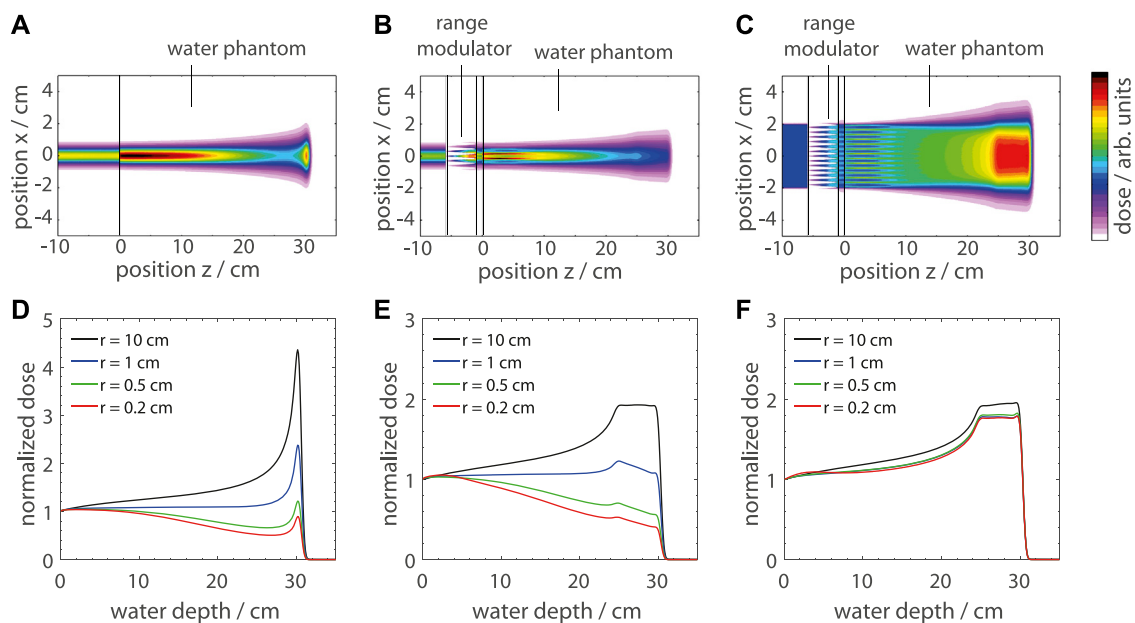 A
water phantom
position x / cm
4
2
0
-2
-4
-10
0
10
20
30
position z / cm
B
range
modulator
water phantom
position x / cm
4
2
0
-2
-4
-10
0
10
20
30
position z / cm
C
range
modulator
water phantom
position x / cm
4
2
0
-2
-4
-10
0
10
20
30
position z / cm
dose / arb. units
D
normalized dose
5
4
3
2
1
0
r = 10 cm
r = 1 cm
r = 0.5 cm
r = 0.2 cm
0
10
20
30
water depth / cm
E
normalized dose
3
2
1
0
r = 10 cm
r = 1 cm
r = 0.5 cm
r = 0.2 cm
0
10
20
30
water depth / cm
F
normalized dose
3
2
1
0
r = 10 cm
r = 1 cm
r = 0.5 cm
r = 0.2 cm
0
10
20
30
water depth / cm